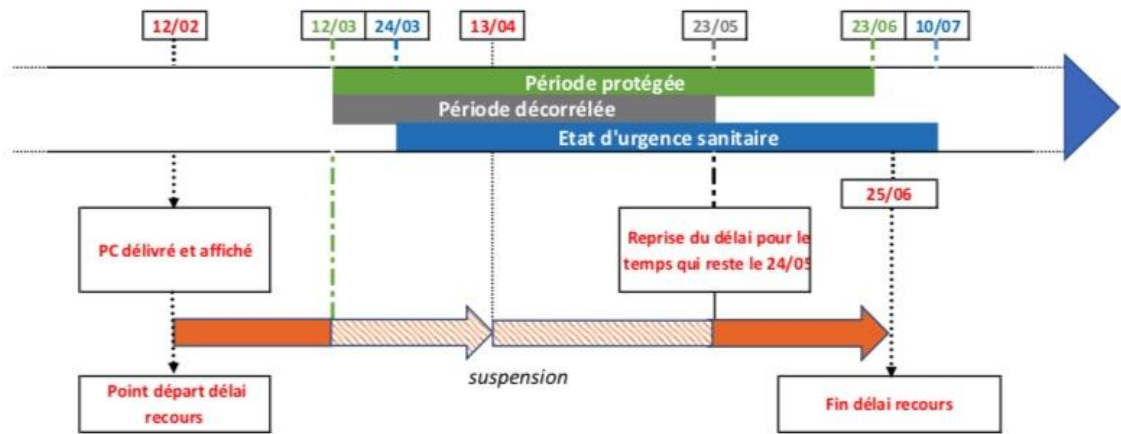 12/02
12/03
24/03
13/04
23/05
23/06
10/07
Période protégée
Période décorrélée
Etat d'urgence sanitaire
25/06
PC délivré et affiché
Reprise du délai pour le
temps qui reste le 24/05
suspension
Point départ délai
recours
Fin délai recours